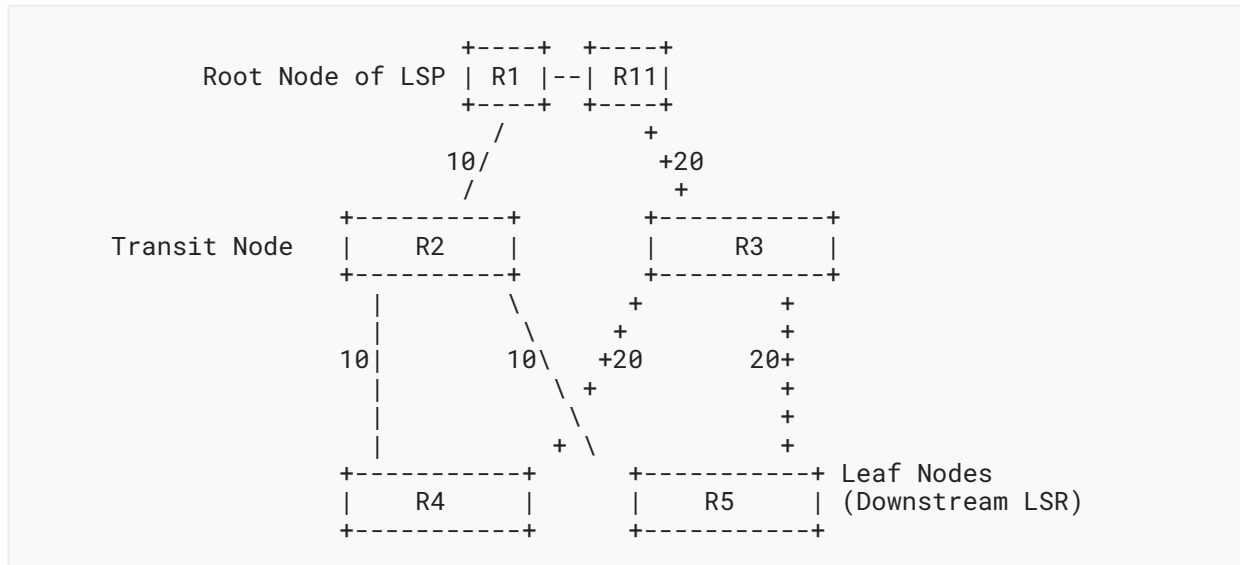 +----+  +----+
Root Node of LSP | R1 |--| R11|
                  +----+  +----+
                    /         +
                 10/           +20
                  /             +
          +----------+        +-----------+
Transit Node   |    R2    |        |     R3    |
          +----------+        +-----------+
            |        \       +         +
            |         \     +          +
          10|       10\   +20       20+
            |           \ +            +
            |            \             +
            |          + \            +
          +-----------+      +-----------+ Leaf Nodes
          |    R4     |      |    R5     | (Downstream LSR)
          +-----------+      +-----------+